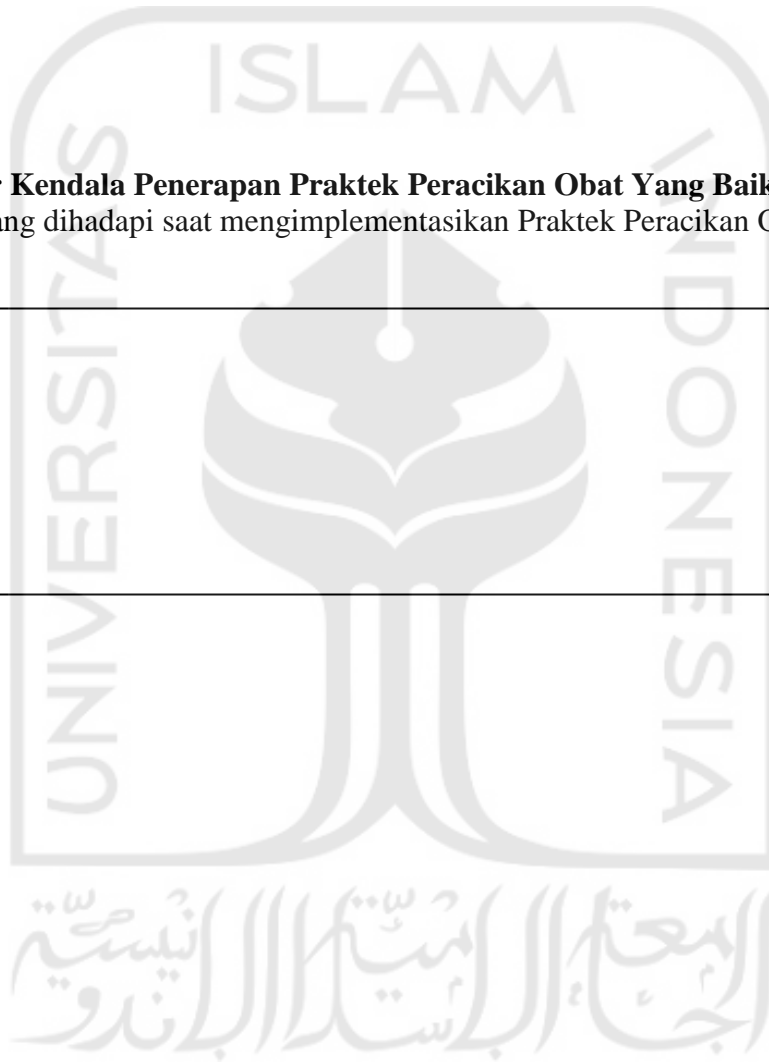 ISLAM
UNIVERSITAS
INDONESIA
Kendala Penerapan Praktek Peracikan Obat Yang Baik
ang dihadapi saat mengimplementasikan Praktek Peracikan O